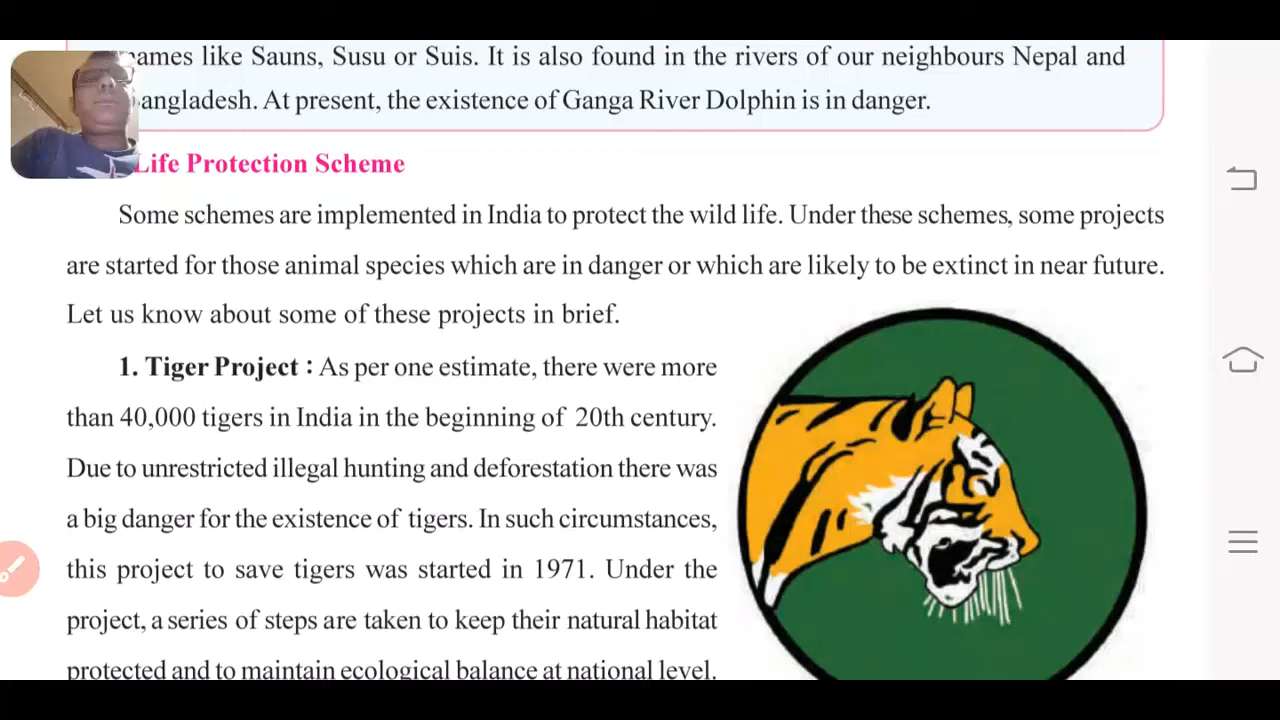 ames like Sauns, Susu or Suis. It is also found in the rivers of our neighbours Nepal and
angladesh. At present, the existence of Ganga River Dolphin is in danger.
Life Protection Scheme
Some schemes are implemented in India to protect the wild life. Under these schemes, some projects
are started for those animal species which are in danger or which are likely to be extinct in near future.
Let us know about some of these projects in brief.
1. Tiger Project : As per one estimate, there were more
than 40,000 tigers in India in the beginning of 20th century.
Due to unrestricted illegal hunting and deforestation there was
a big danger for the existence of tigers. In such circumstances,
this project to save tigers was started in 1971. Under the
project, a series of steps are taken to keep their natural habitat
protected and to maintain ecological balance at national level.